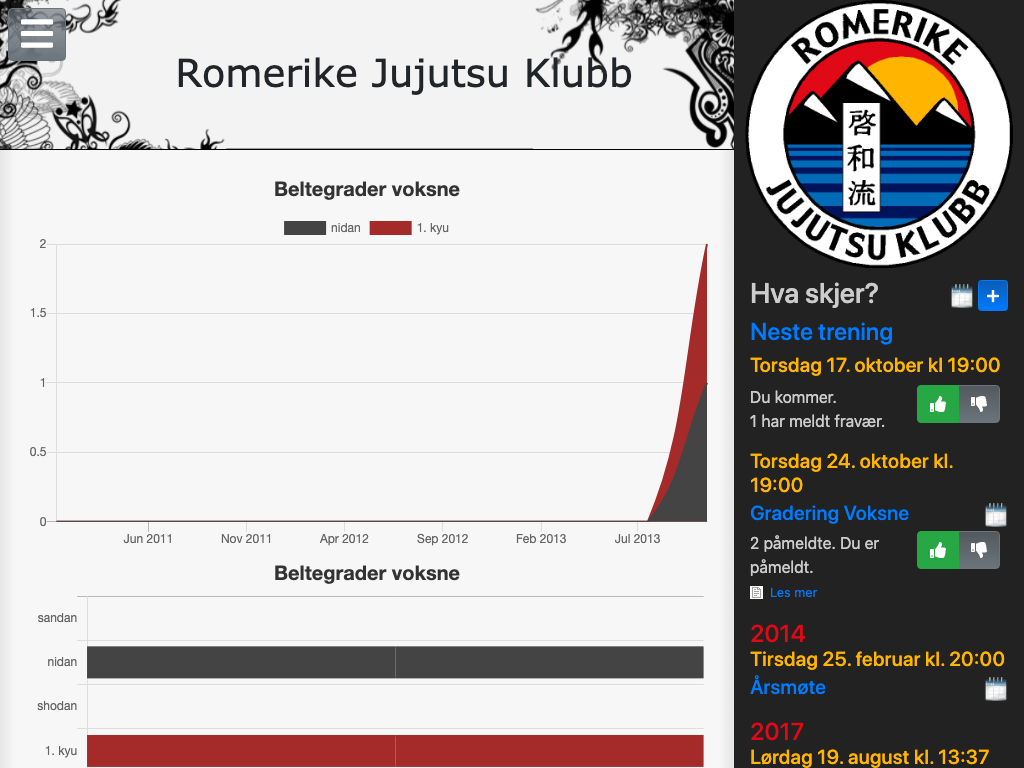 Romerike Jujutsu Klubb
Beltegrader voksne
nidan 1. kyu
2
1.5
1
0.5
0
Jun 2011 Nov 2011 Apr 2012 Sep 2012 Feb 2013 Jul 2013
Beltegrader voksne
sandan
nidan
shodan
1. kyu
ROMERIKE
啓和流
JUJUTSU KLUBB
Hva skjer?
+
Neste trening
Torsdag 17. oktober kl 19:00
Du kommer.
1 har meldt fravær.
Torsdag 24. oktober kl.
19:00
Gradering Voksne
2 påmeldte. Du er
påmeldt.
Les mer
2014
Tirsdag 25. februar kl. 20:00
Årsmøte
2017
Lørdag 19. august kl. 13:37